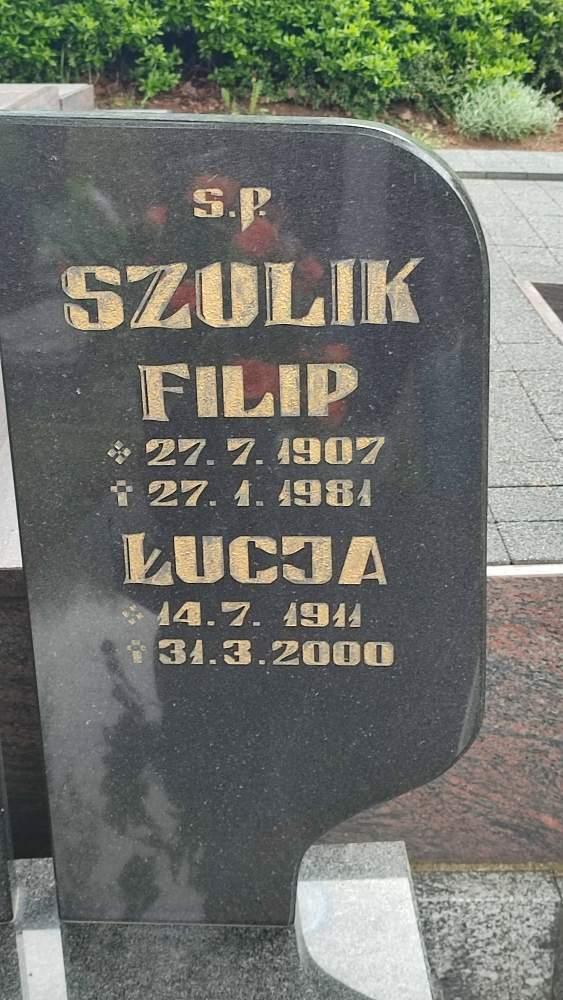 S.P.
SZULIK
FILIP
27.7.1907
✝ 27.1.1981
ŁUCJA
14.7.1911
✝ 31.3.2000